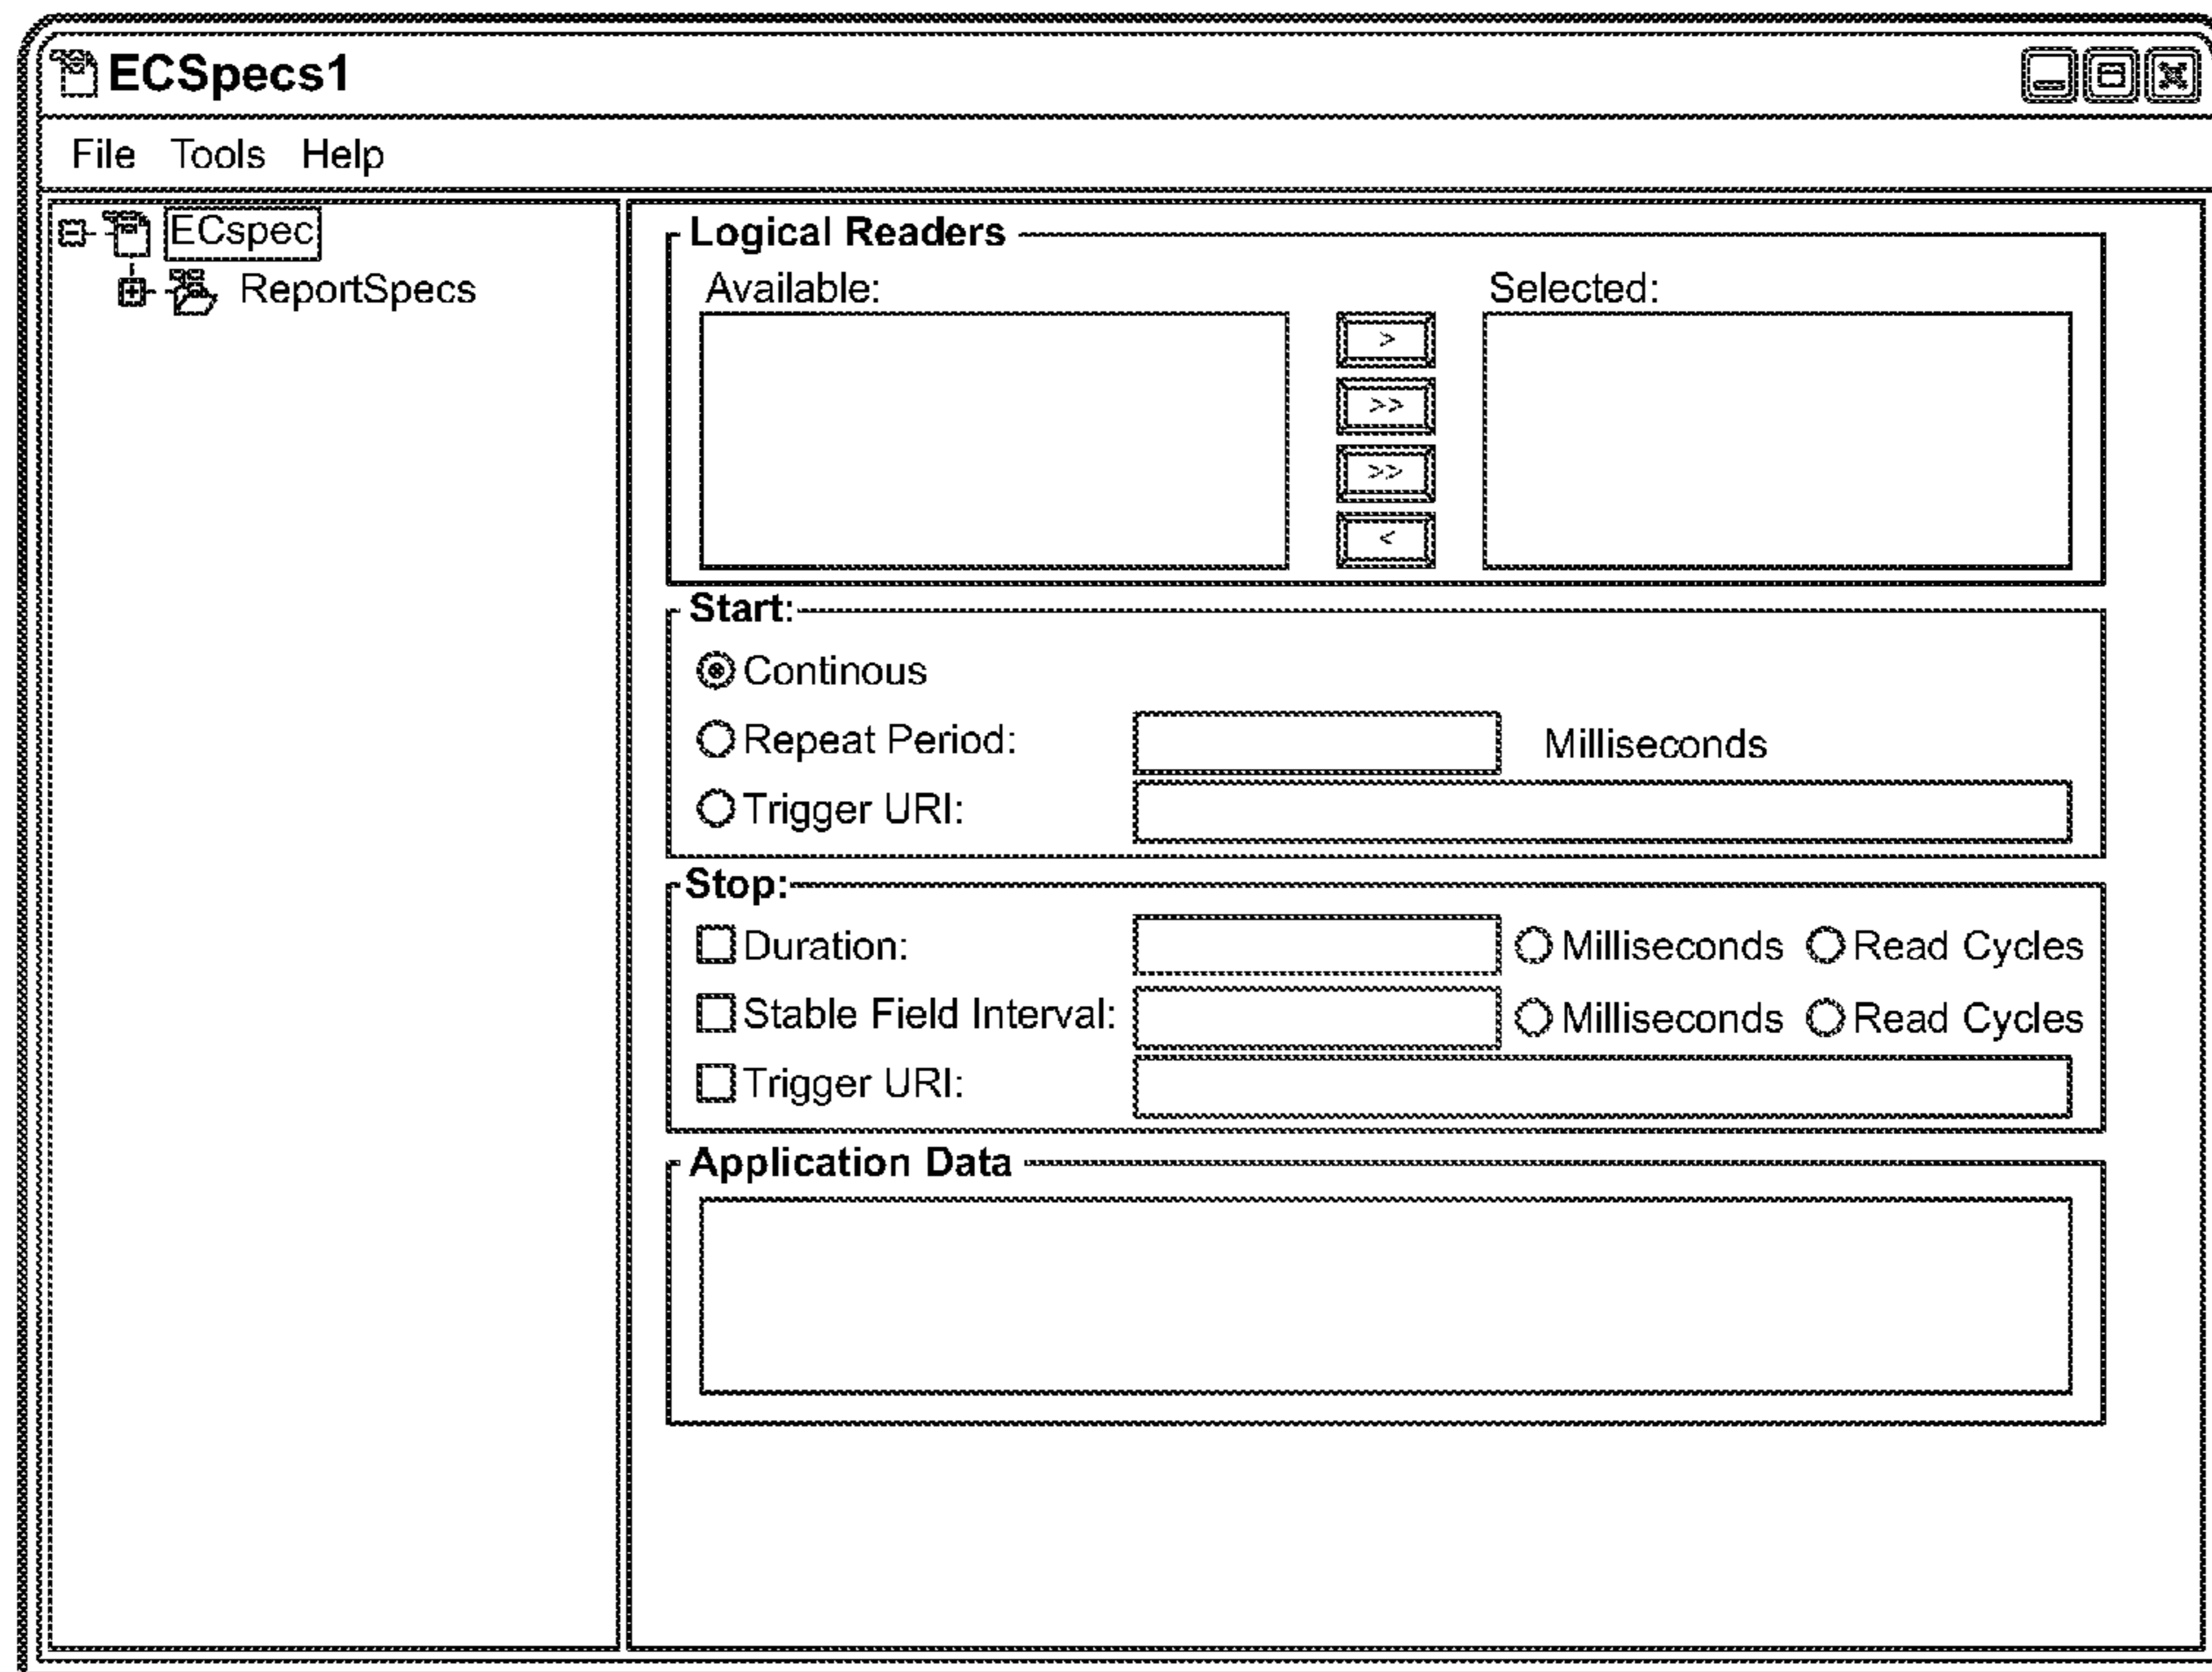 ECSpecs1
File Tools Help
ECspec
ReportSpecs
Logical Readers
Available: Selected:
>
>>
>>
<
Start:
Continous
Repeat Period: Milliseconds
Trigger URI:
Stop:
Duration: Milliseconds Read Cycles
Stable Field Interval: Milliseconds Read Cycles
Trigger URI:
Application Data